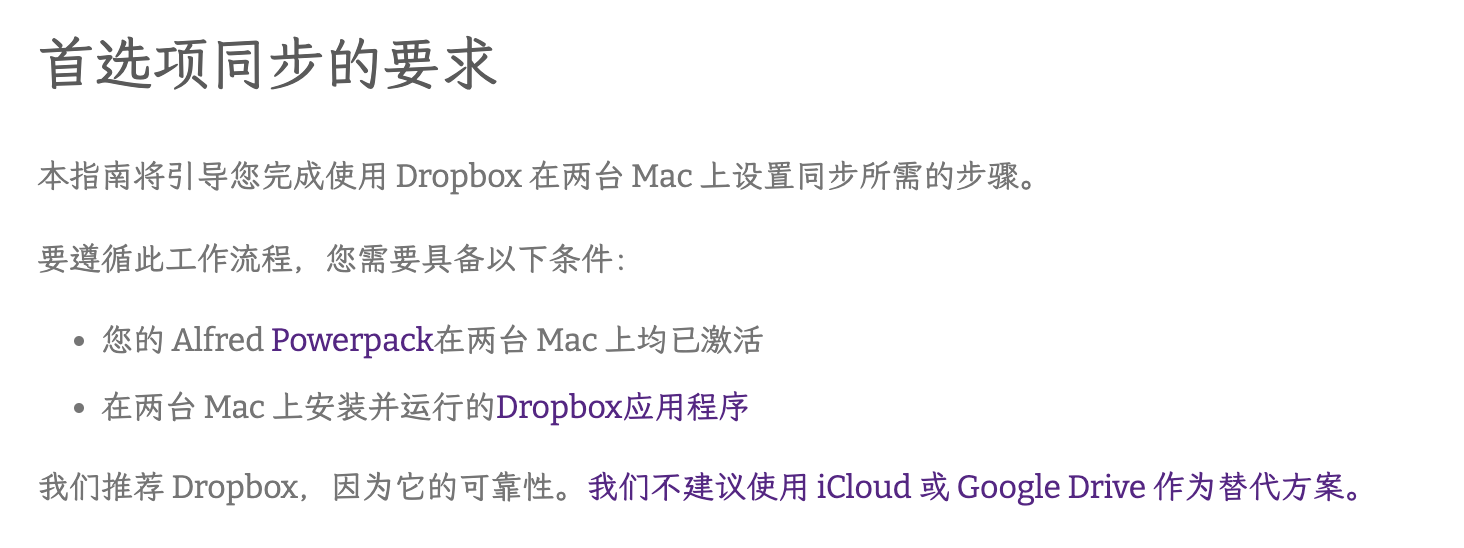 首选项同步的要求
本指南将引导您完成使用 Dropbox 在两台 Mac 上设置同步所需的步骤。
要遵循此工作流程，您需要具备以下条件：
• 您的 Alfred Powerpack在两台 Mac 上均已激活
• 在两台 Mac 上安装并运行的Dropbox应用程序
我们推荐 Dropbox，因为它的可靠性。我们不建议使用 iCloud 或 Google Drive 作为替代方案。